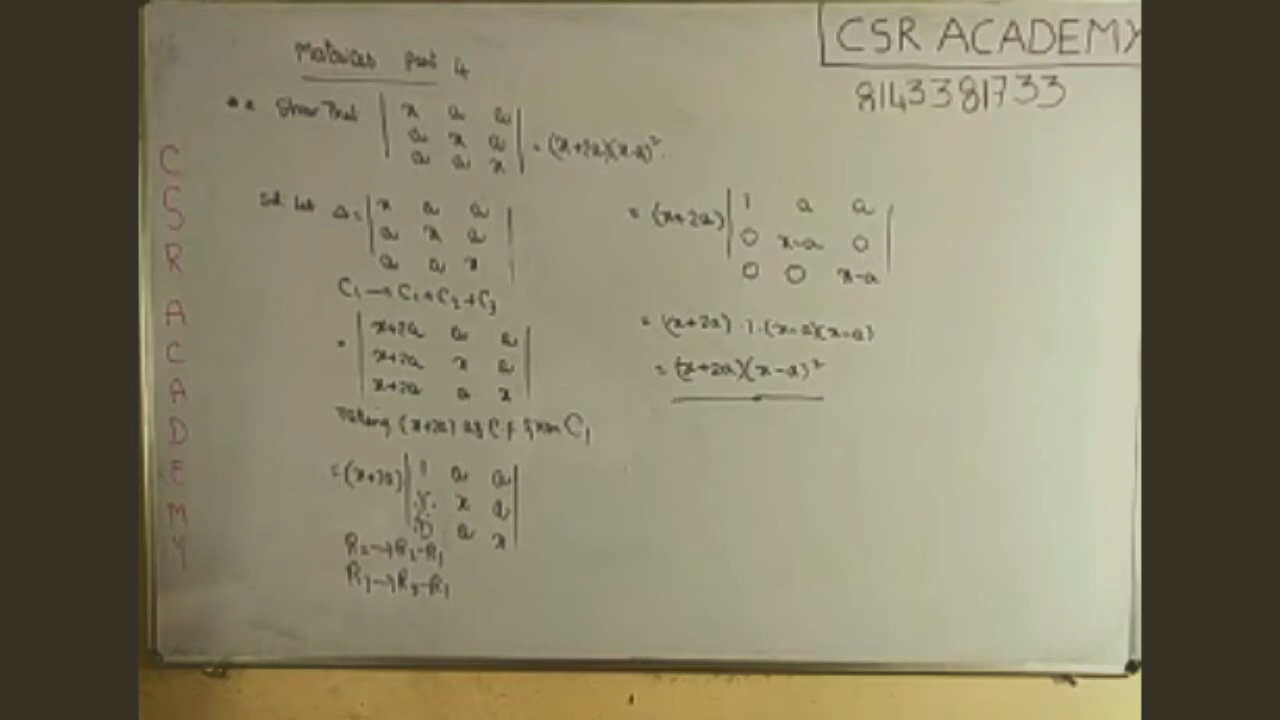 CSR ACADEMY
8143381733
CSR ACADEMY
Matrices part 4
** Show That | x a a |
| a x a | = (x+2a)(x-a)².
| a a x |
Sol: Let Δ = | x a a |
| a x a |
| a a x |
C₁→C₁+C₂+C₃
= | x+2a a a |
| x+2a x a |
| x+2a a x |
Taking (x+2a) as C.F from C₁
= (x+2a) | 1 a a |
| 1 x a |
| 1 a x |
R₂→R₂-R₁
R₃→R₃-R₁
= (x+2a) | 1 a a |
| 0 x-a 0 |
| 0 0 x-a |
= (x+2a) · 1 · (x-a)(x-a)
= (x+2a)(x-a)²